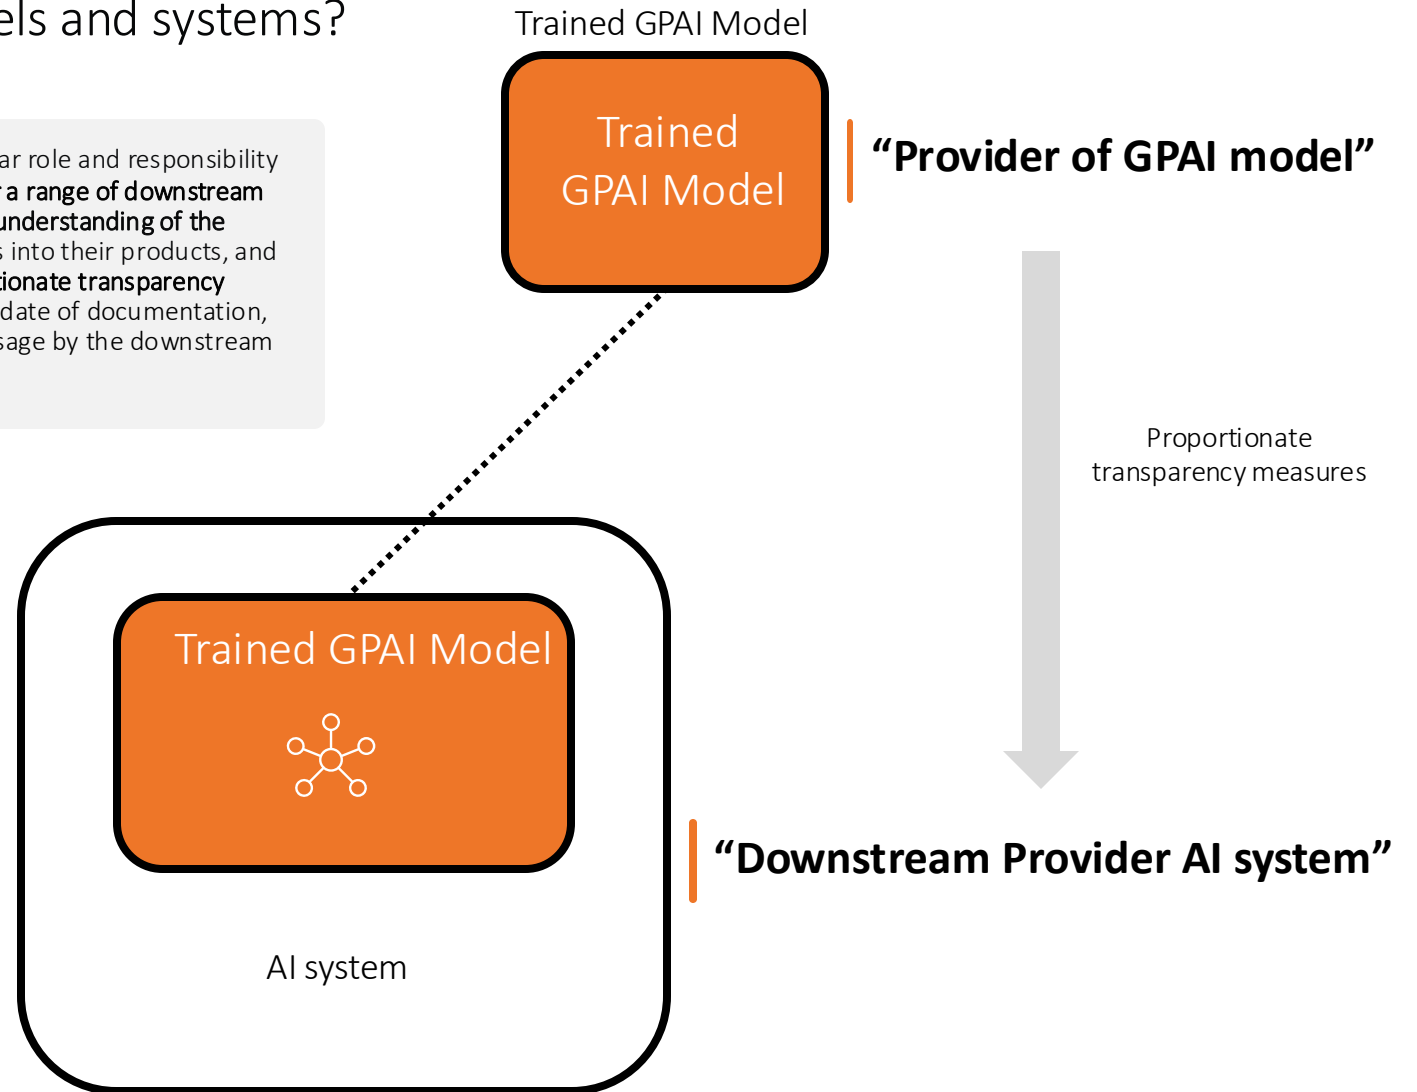 els and systems?
Trained GPAI Model
Trained
GPAI Model
“Provider of GPAI model”
ar role and responsibility
r a range of downstream
understanding of the
s into their products, and
tionate transparency
date of documentation,
sage by the downstream
Proportionate
transparency measures
Trained GPAI Model
“Downstream Provider AI system”
AI system